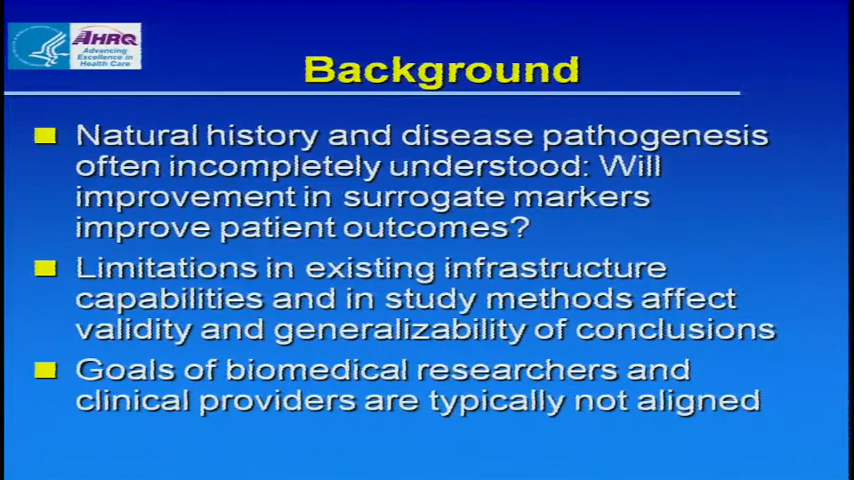 AHRQ
Advancing
Excellence in
Health Care
Background
Natural history and disease pathogenesis
often incompletely understood: Will
improvement in surrogate markers
improve patient outcomes?
Limitations in existing infrastructure
capabilities and in study methods affect
validity and generalizability of conclusions
Goals of biomedical researchers and
clinical providers are typically not aligned